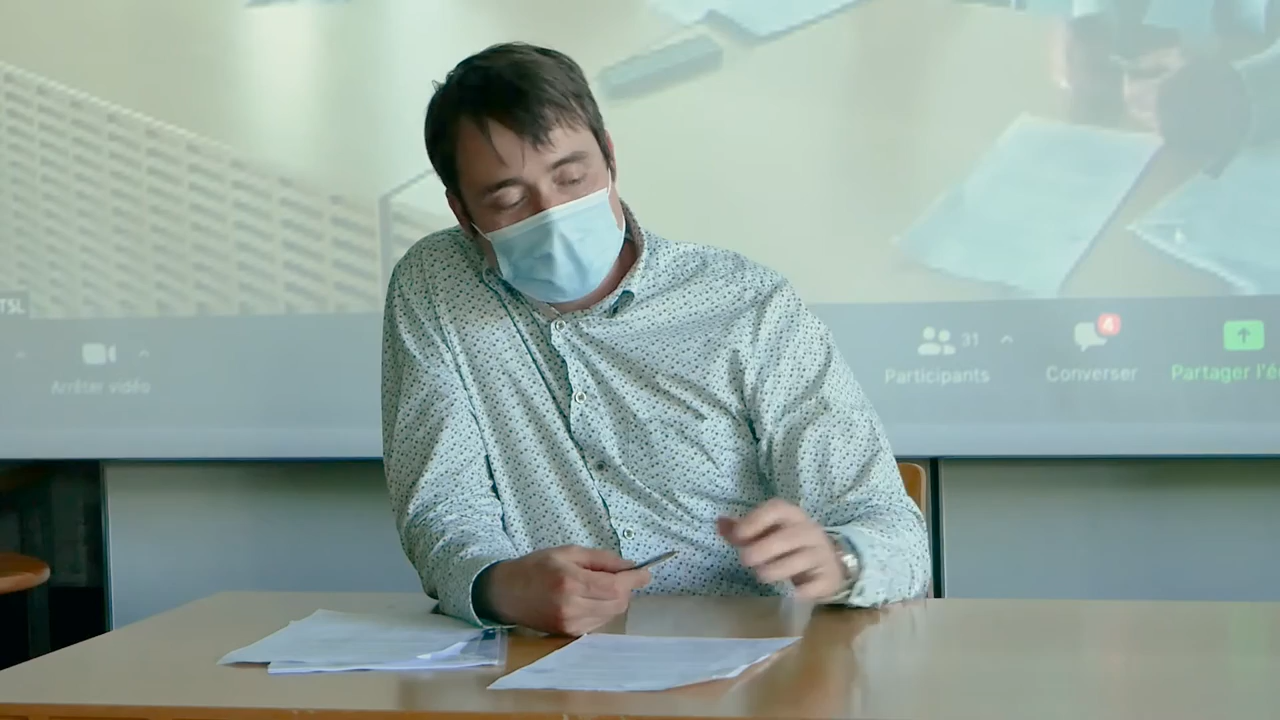 TSL
Arrêter vidéo
31
Participants
4
Converser
Partager l'é